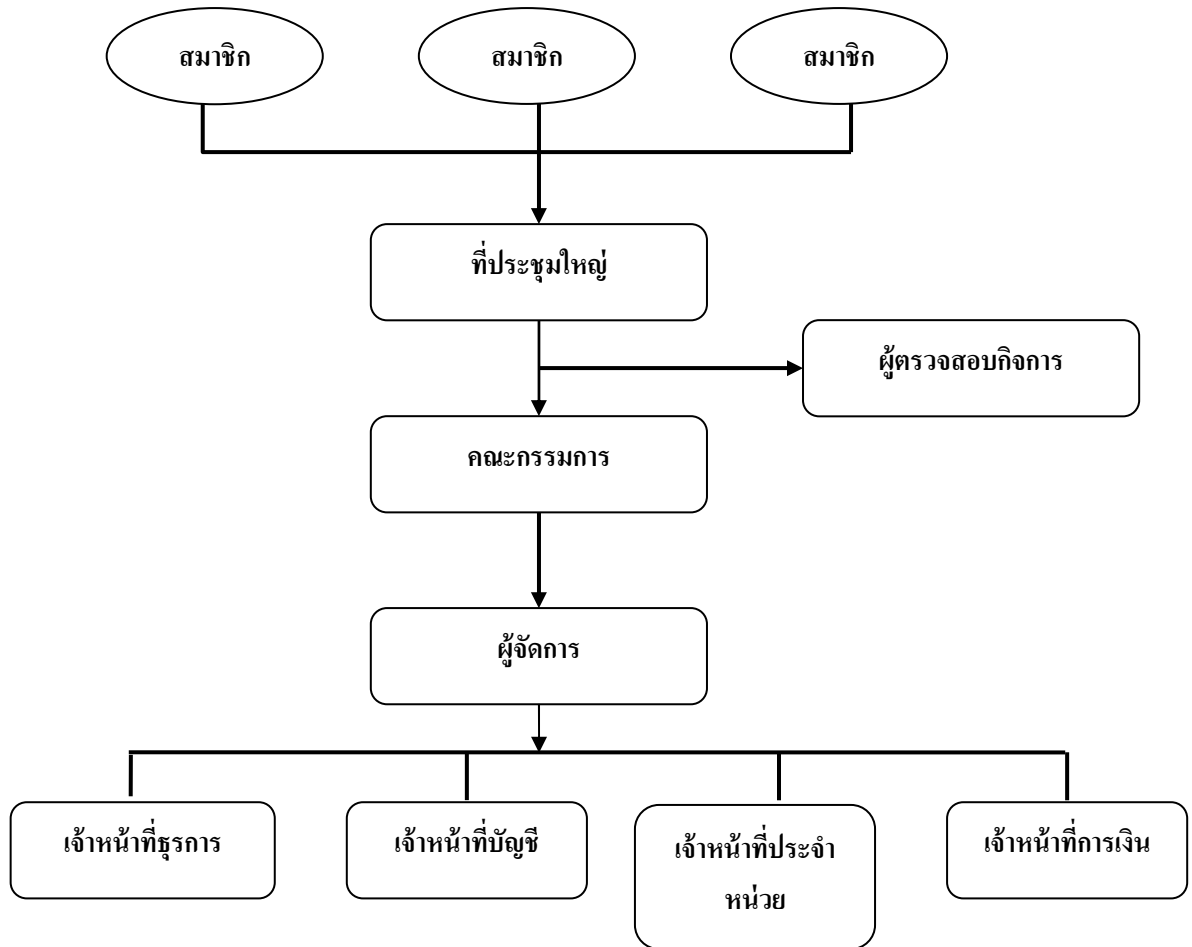 สมาชิก
สมาชิก
สมาชิก
ที่ประชุมใหญ่
ผู้ตรวจสอบกิจการ
คณะกรรมการ
ผู้จัดการ
เจ้าหน้าที่ธุรการ
เจ้าหน้าที่บัญชี
เจ้าหน้าที่ประจำ
หน่วย
เจ้าหน้าที่การเงิน